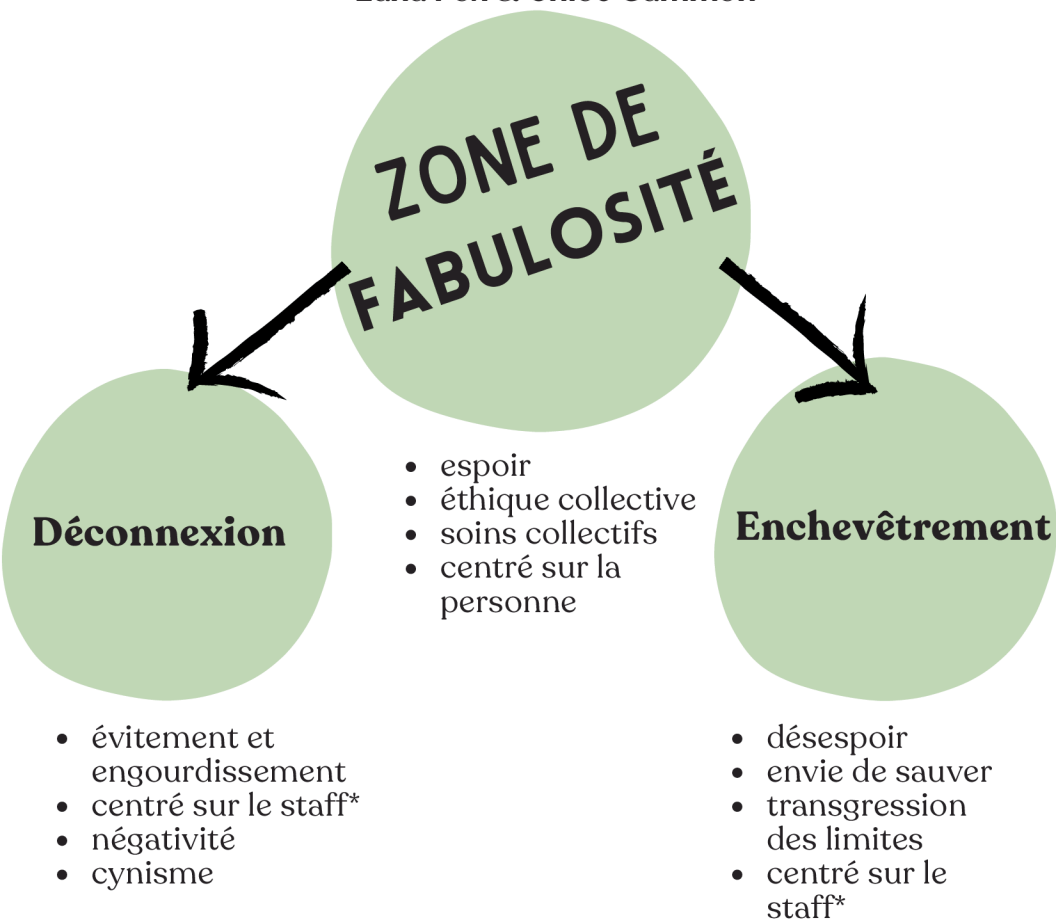 ZONE DE
FABULOSITÉ
• espoir
• éthique collective
• soins collectifs
• centré sur la
personne
Déconnexion
• évitement et
engourdissement
• centré sur le staff*
• négativité
• cynisme
Enchevêtrement
• désespoir
• envie de sauver
• transgression
des limites
• centré sur le
staff*